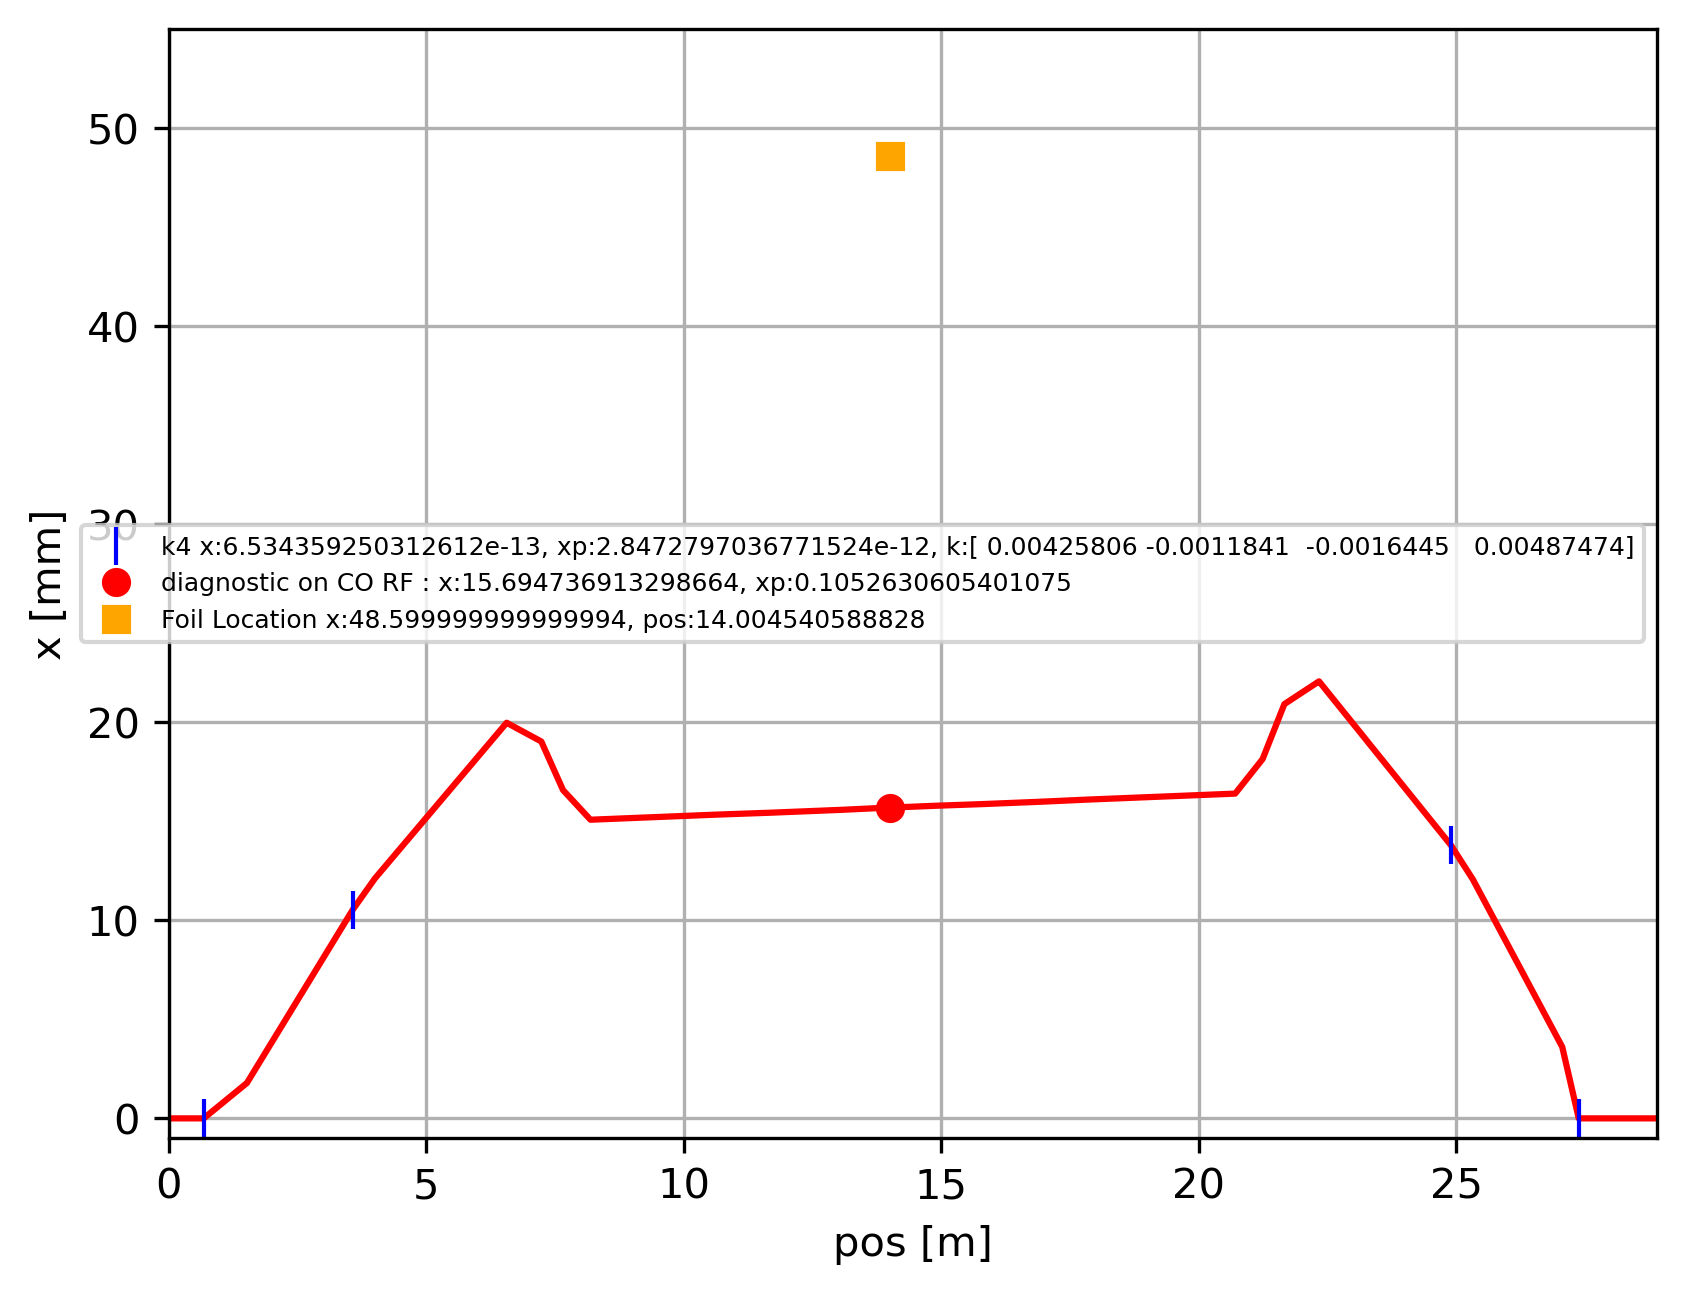 50
40
30
20
10
0
x [mm]
k4 x:6.534359250312612e-13, xp:2.8472797036771524e-12, k:[ 0.00425806 -0.0011841  -0.0016445   0.00487474]
diagnostic on CO RF : x:15.694736913298664, xp:0.1052630605401075
Foil Location x:48.599999999999994, pos:14.004540588828
0 5 10 15 20 25
pos [m]